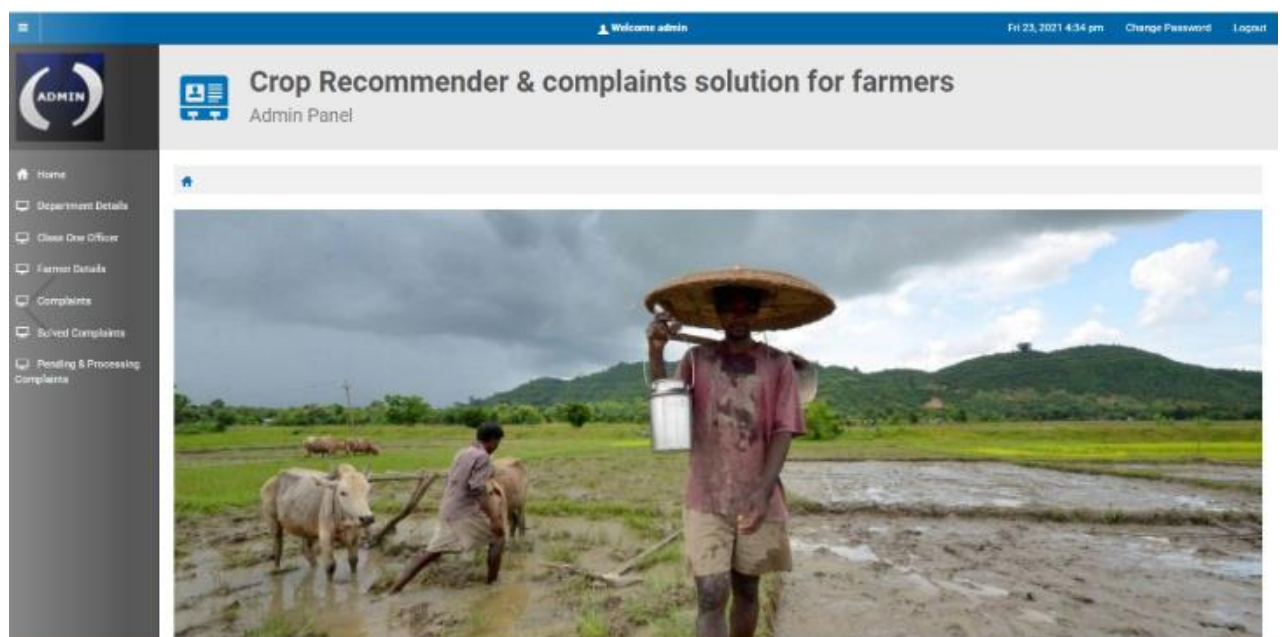 Welcome admin
Fri 23, 2021 4:34 pm
Change Password
Logout
ADMIN
Crop Recommender & complaints solution for farmers
Admin Panel
Home
Department Details
Class One Officer
Farmer Details
Complaints
Solved Complaints
Pending & Processing
Complaints